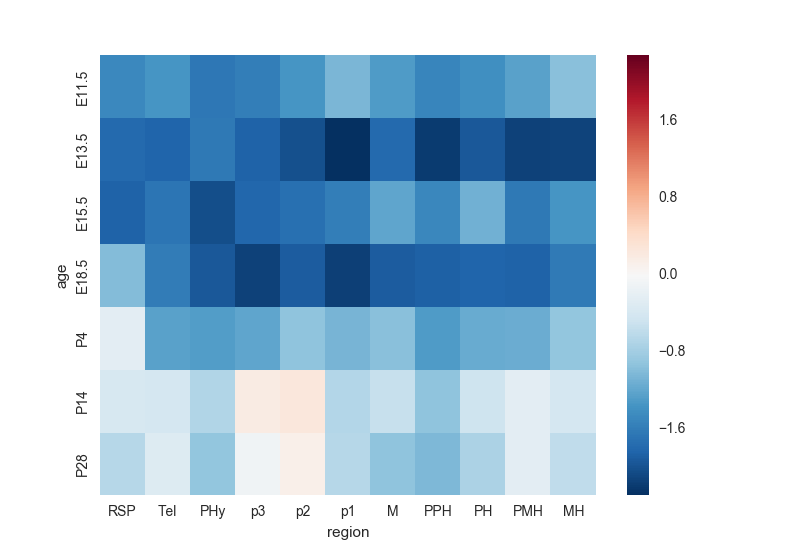 E11.5
E13.5
E15.5
E18.5
P4
P14
P28
age
RSP Tel PHy p3 p2 p1 M PPH PH PMH MH
region
1.6
0.8
0.0
−0.8
−1.6